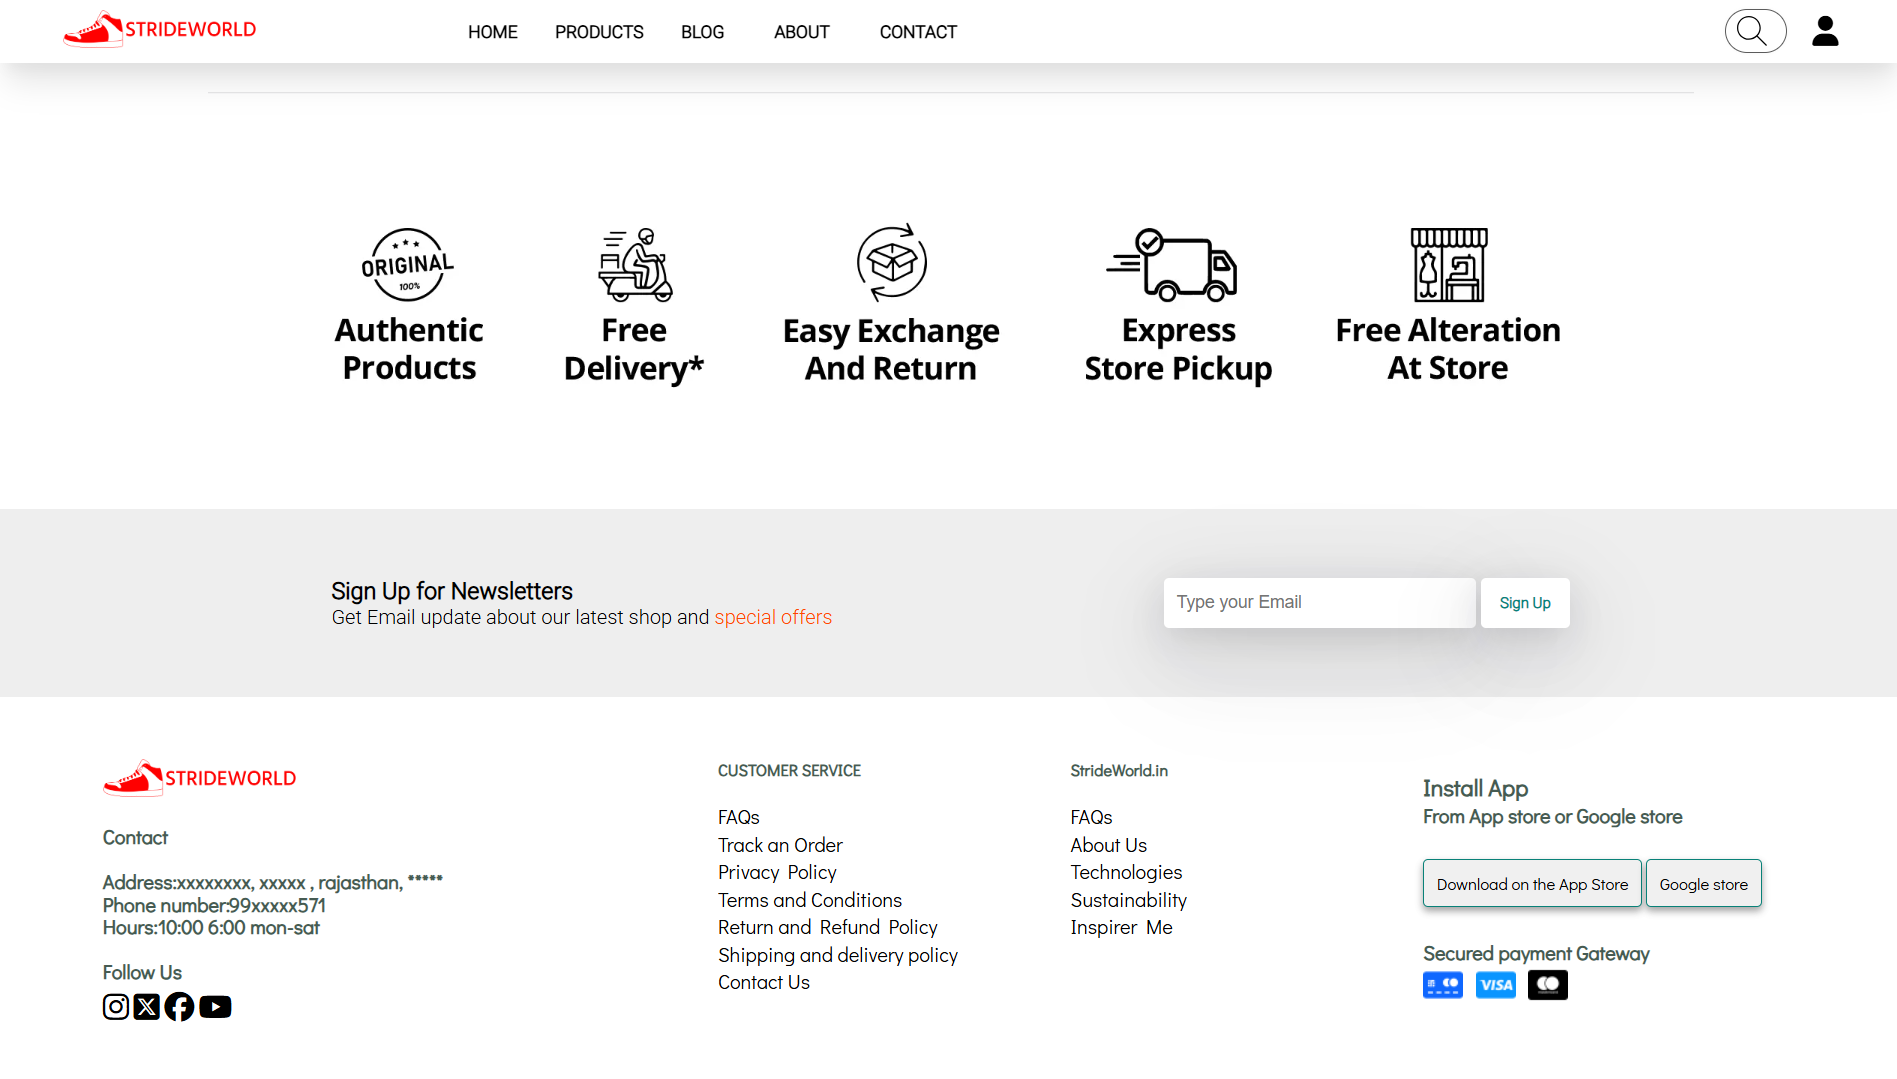 STRIDEWORLD
HOME PRODUCTS BLOG ABOUT CONTACT
ORIGINAL
100%
Authentic
Products
Free
Delivery*
Easy Exchange
And Return
Express
Store Pickup
Free Alteration
At Store
Sign Up for Newsletters
Get Email update about our latest shop and special offers
Type your Email
Sign Up
STRIDEWORLD
Contact
Address:xxxxxxxx, xxxxx , rajasthan, *****
Phone number:99xxxxx571
Hours:10:00 6:00 mon-sat
Follow Us
CUSTOMER SERVICE
FAQs
Track an Order
Privacy Policy
Terms and Conditions
Return and Refund Policy
Shipping and delivery policy
Contact Us
StrideWorld.in
FAQs
About Us
Technologies
Sustainability
Inspirer Me
Install App
From App store or Google store
Download on the App Store
Google store
Secured payment Gateway
VISA